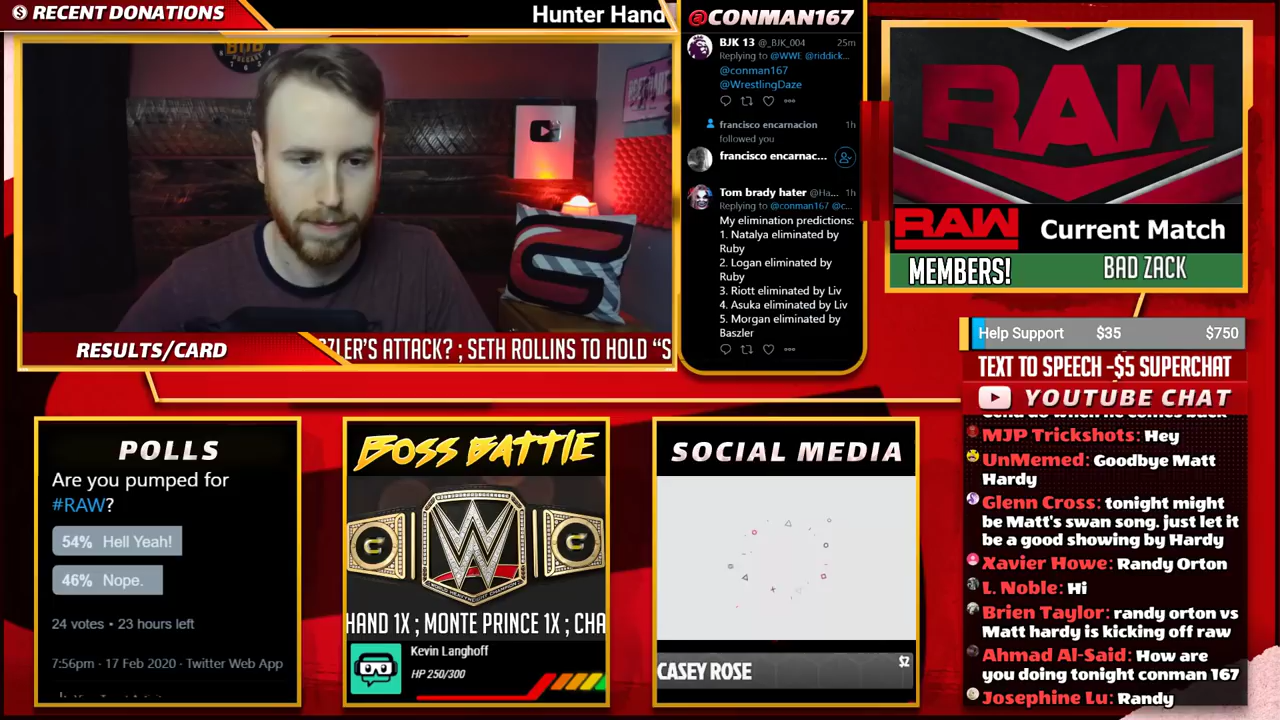 RECENT DONATIONS
Hunter Hand
RESULTS/CARD
ZLER'S ATTACK? ; SETH ROLLINS TO HOLD “S
@CONMAN167
BJK 13 @_BJK_004 25m
Replying to @WWE @riddick...
@conman167
@WrestlingDaze
francisco encarnacion 1h
followed you
francisco encarnac...
Tom brady hater @Ha... 1h
Replying to @conman167 @c...
My elimination predictions:
1. Natalya eliminated by
Ruby
2. Logan eliminated by
Ruby
3. Riott eliminated by Liv
4. Asuka eliminated by Liv
5. Morgan eliminated by
Baszler
RAW
RAW
Current Match
MEMBERS!
BAD ZACK
Help Support $35 $750
TEXT TO SPEECH -$5 SUPERCHAT
YOUTUBE CHAT
send do when he comes back
MJP Trickshots: Hey
UnMemed: Goodbye Matt
Hardy
Glenn Cross: tonight might
be Matt's swan song. just let it
be a good showing by Hardy
Xavier Howe: Randy Orton
L. Noble: Hi
Brien Taylor: randy orton vs
Matt hardy is kicking off raw
Ahmad Al-Said: How are
you doing tonight conman 167
Josephine Lu: Randy
POLLS
Are you pumped for
#RAW?
54% Hell Yeah!
46% Nope.
24 votes • 23 hours left
7:56pm · 17 Feb 2020 · Twitter Web App
BOSS BATTLE
W
WORLD HEAVYWEIGHT CHAMPION
HAND 1X ; MONTE PRINCE 1X ; CHA
Kevin Langhoff
HP 250/300
SOCIAL MEDIA
CASEY ROSE $2